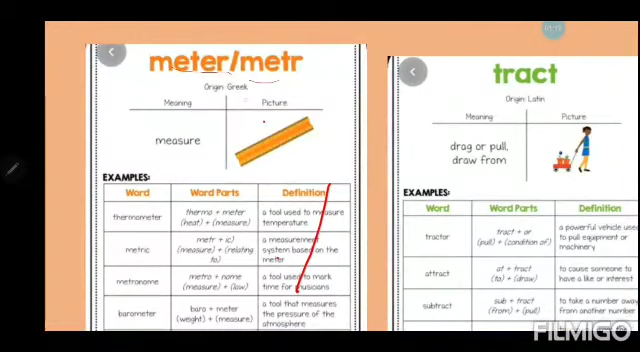 meter/metr
Origin: Greek
Meaning Picture
measure
EXAMPLES:
Word Word Parts Definition
thermometer thermo + meter (heat) + (measure) a tool used to measure temperature
metric metr + ic) (measure) + (relating to) a measurement system based on the meter
metronome metro + nome (measure) + (law) a tool used to mark time for musicians
barometer baro + meter (weight) + (measure) a tool that measures the pressure of the atmosphere
tract
Origin: Latin
Meaning Picture
drag or pull,
draw from
EXAMPLES:
Word Word Parts Definition
tractor tract + or (pull) + (condition of) a powerful vehicle used to pull equipment or machinery
attract at + tract (to) + (draw) to cause someone to have a like or interest
subtract sub + tract (from) + (pull) to take a number away from another number
FILMIGO